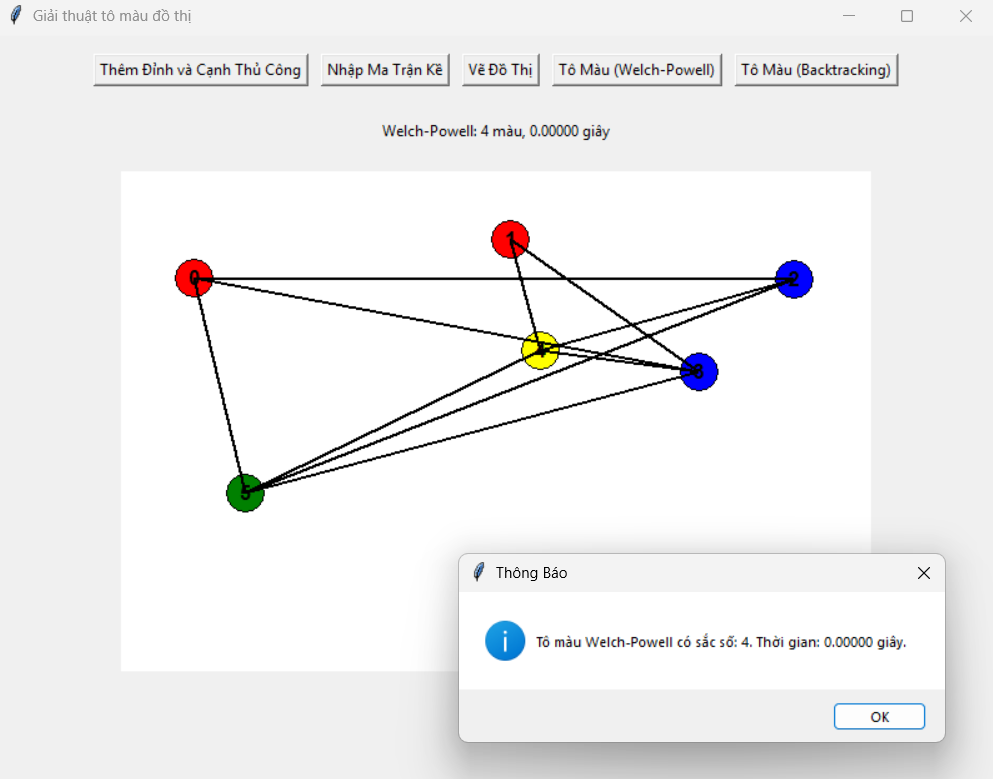 Giải thuật tô màu đồ thị
Thêm Đỉnh và Cạnh Thủ Công Nhập Ma Trận Kề Vẽ Đồ Thị Tô Màu (Welch-Powell) Tô Màu (Backtracking)
Welch-Powell: 4 màu, 0.00000 giây
1
0
2
4
3
5
Thông Báo
Tô màu Welch-Powell có sắc số: 4. Thời gian: 0.00000 giây.
OK